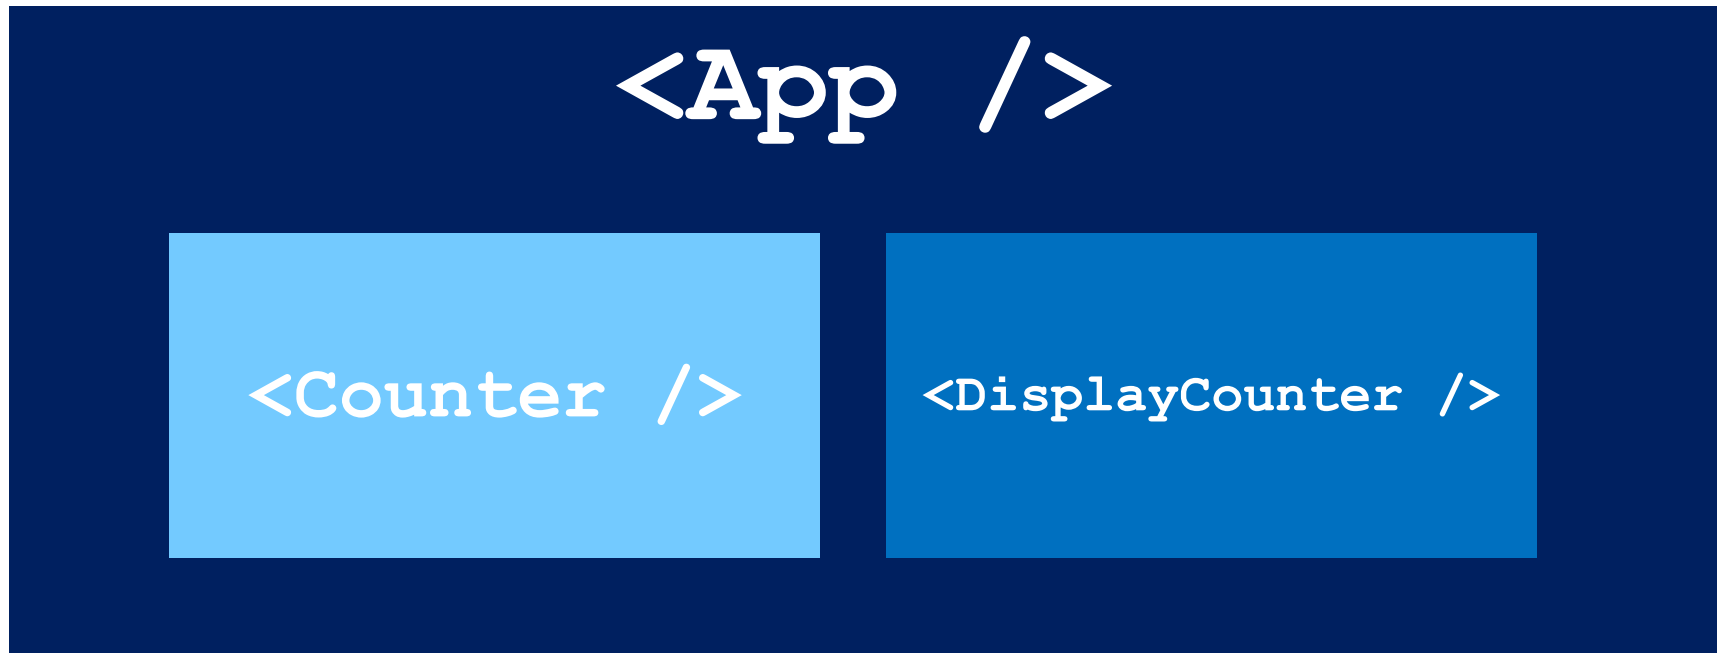 <App />
<Counter />
<DisplayCounter />